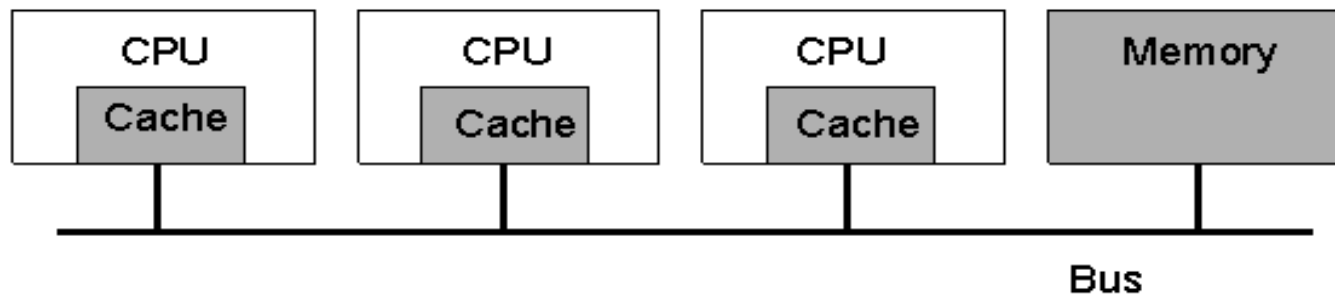 CPU
Cache
CPU
Cache
CPU
Cache
Memory
Bus